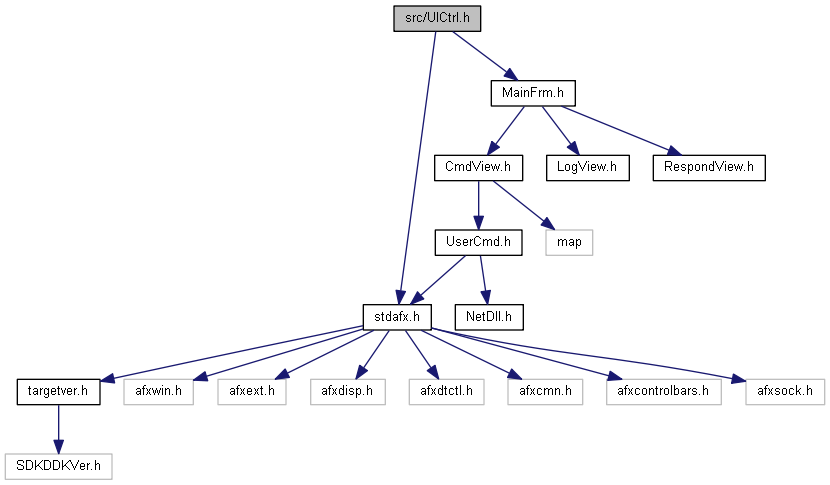 src/UICtrl.h
MainFrm.h
CmdView.h
LogView.h
RespondView.h
UserCmd.h
map
stdafx.h
NetDll.h
targetver.h
afxwin.h
afxext.h
afxdisp.h
afxdtctl.h
afxcmn.h
afxcontrolbars.h
afxsock.h
SDKDDKVer.h